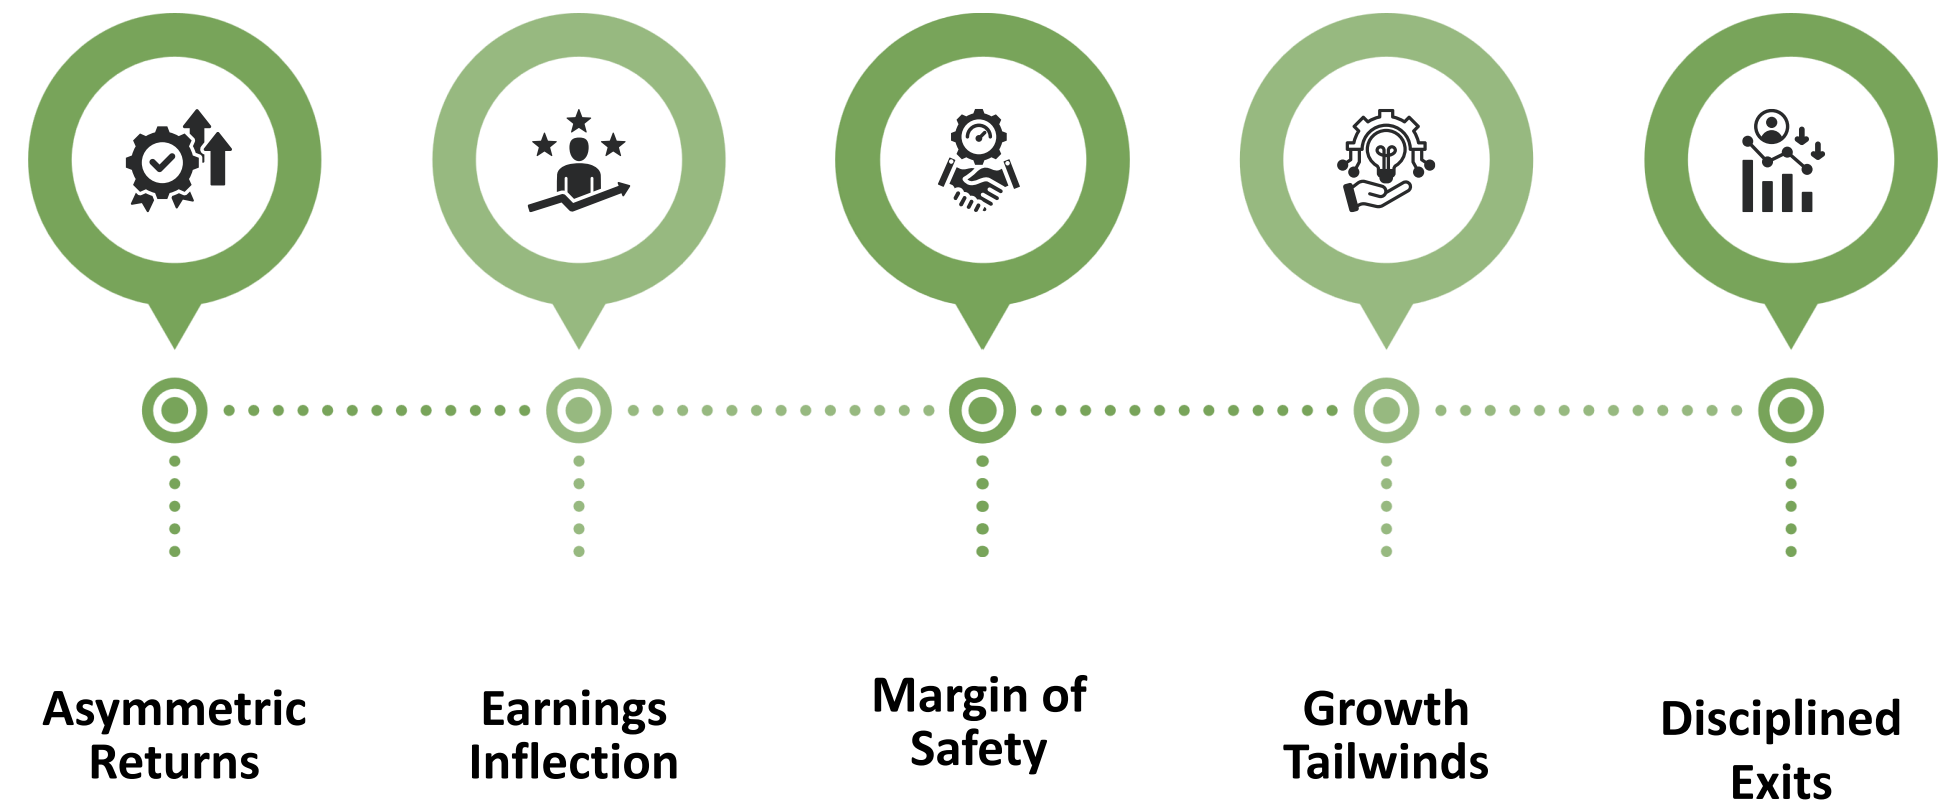 Asymmetric
Returns
Earnings
Inflection
Margin of
Safety
Growth
Tailwinds
Disciplined
Exits